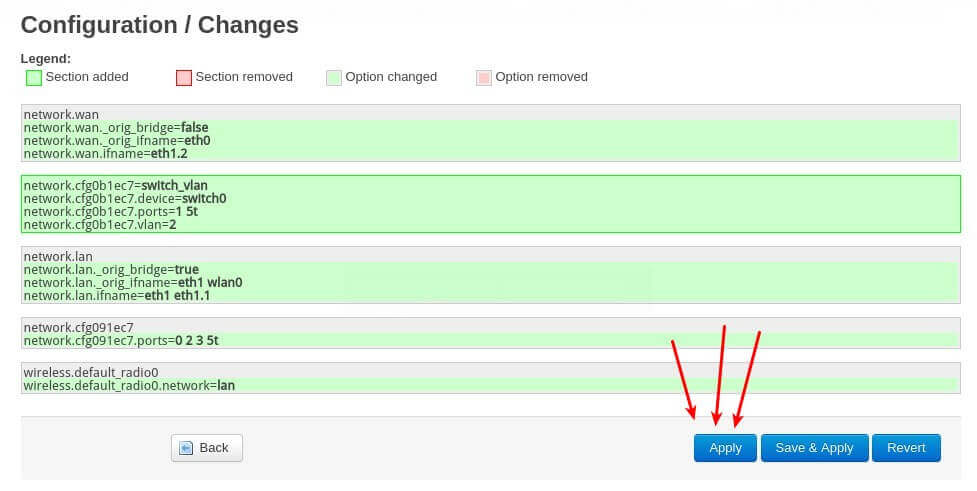 Configuration / Changes
Legend:
Section added Section removed Option changed Option removed
network.wan
network.wan._orig_bridge=false
network.wan._orig_ifname=eth0
network.wan.ifname=eth1.2
network.cfg0b1ec7=switch_vlan
network.cfg0b1ec7.device=switch0
network.cfg0b1ec7.ports=1 5t
network.cfg0b1ec7.vlan=2
network.lan
network.lan._orig_bridge=true
network.lan._orig_ifname=eth1 wlan0
network.lan.ifname=eth1 eth1.1
network.cfg091ec7
network.cfg091ec7.ports=0 2 3 5t
wireless.default_radio0
wireless.default_radio0.network=lan
Back Apply Save & Apply Revert